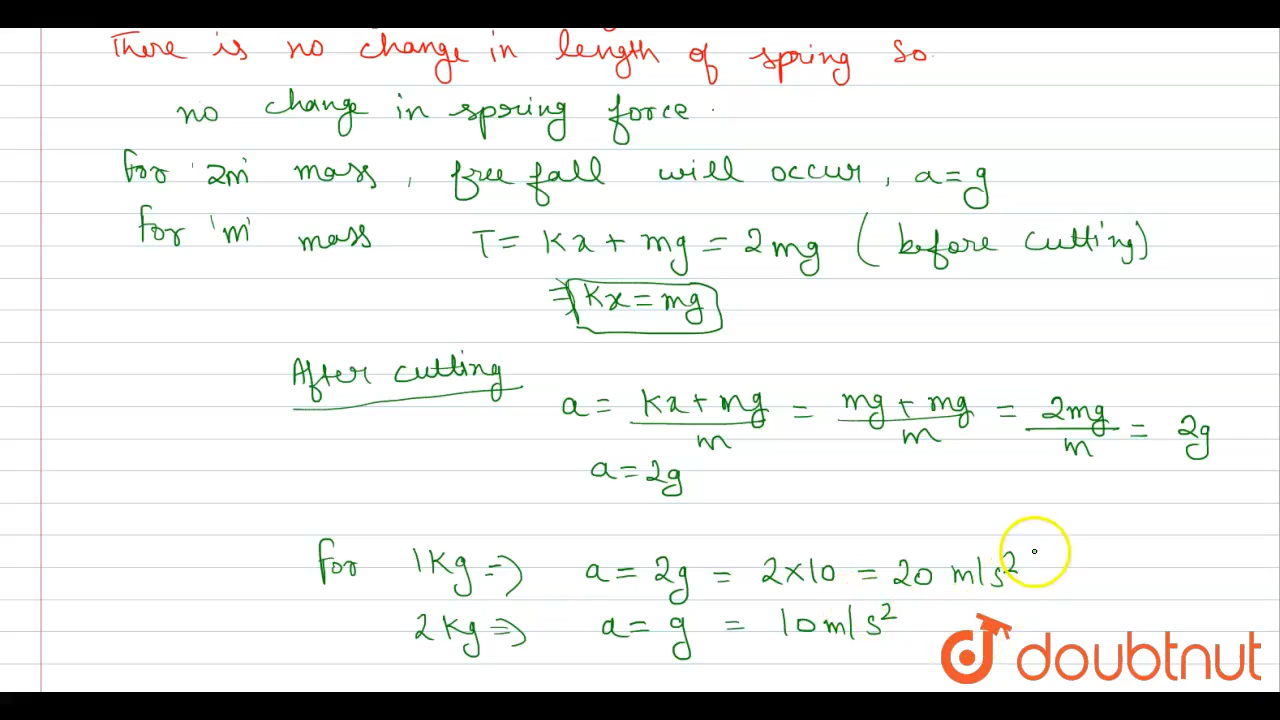 There is no change in length of spring so
no change in spring force.
for '2m' mass, free fall will occur, a=g
for 'm' mass T= Kx + mg = 2mg (before cutting)
⇒ Kx = mg
After cutting
a = Kx + mg / m = mg + mg / m = 2mg / m = 2g
a = 2g
for 1Kg ⇒ a = 2g = 2×10 = 20 m/s²
2Kg ⇒ a = g = 10m/s²
doubtnut